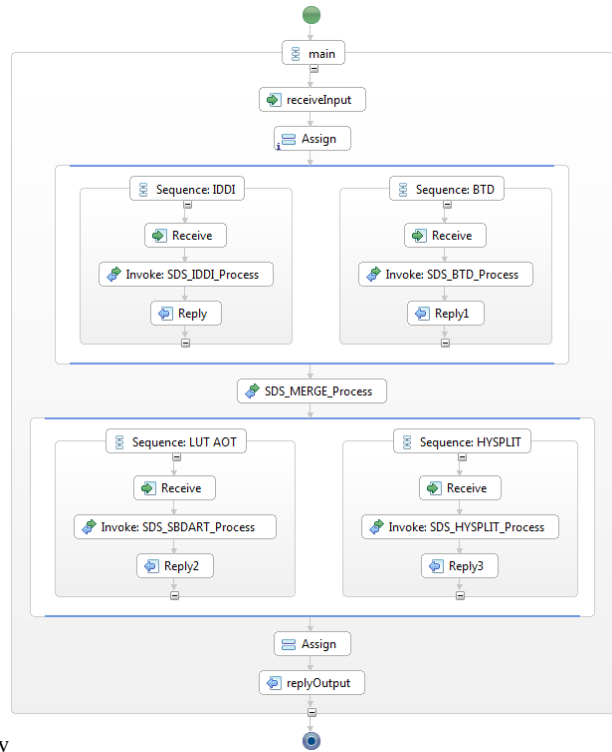 main
receiveInput
i Assign
Sequence: IDDI
Receive
Invoke: SDS_IDDI_Process
Reply
Sequence: BTD
Receive
Invoke: SDS_BTD_Process
Reply1
SDS_MERGE_Process
Sequence: LUT AOT
Receive
Invoke: SDS_SBDART_Process
Reply2
Sequence: HYSPLIT
Receive
Invoke: SDS_HYSPLIT_Process
Reply3
Assign
replyOutput
v